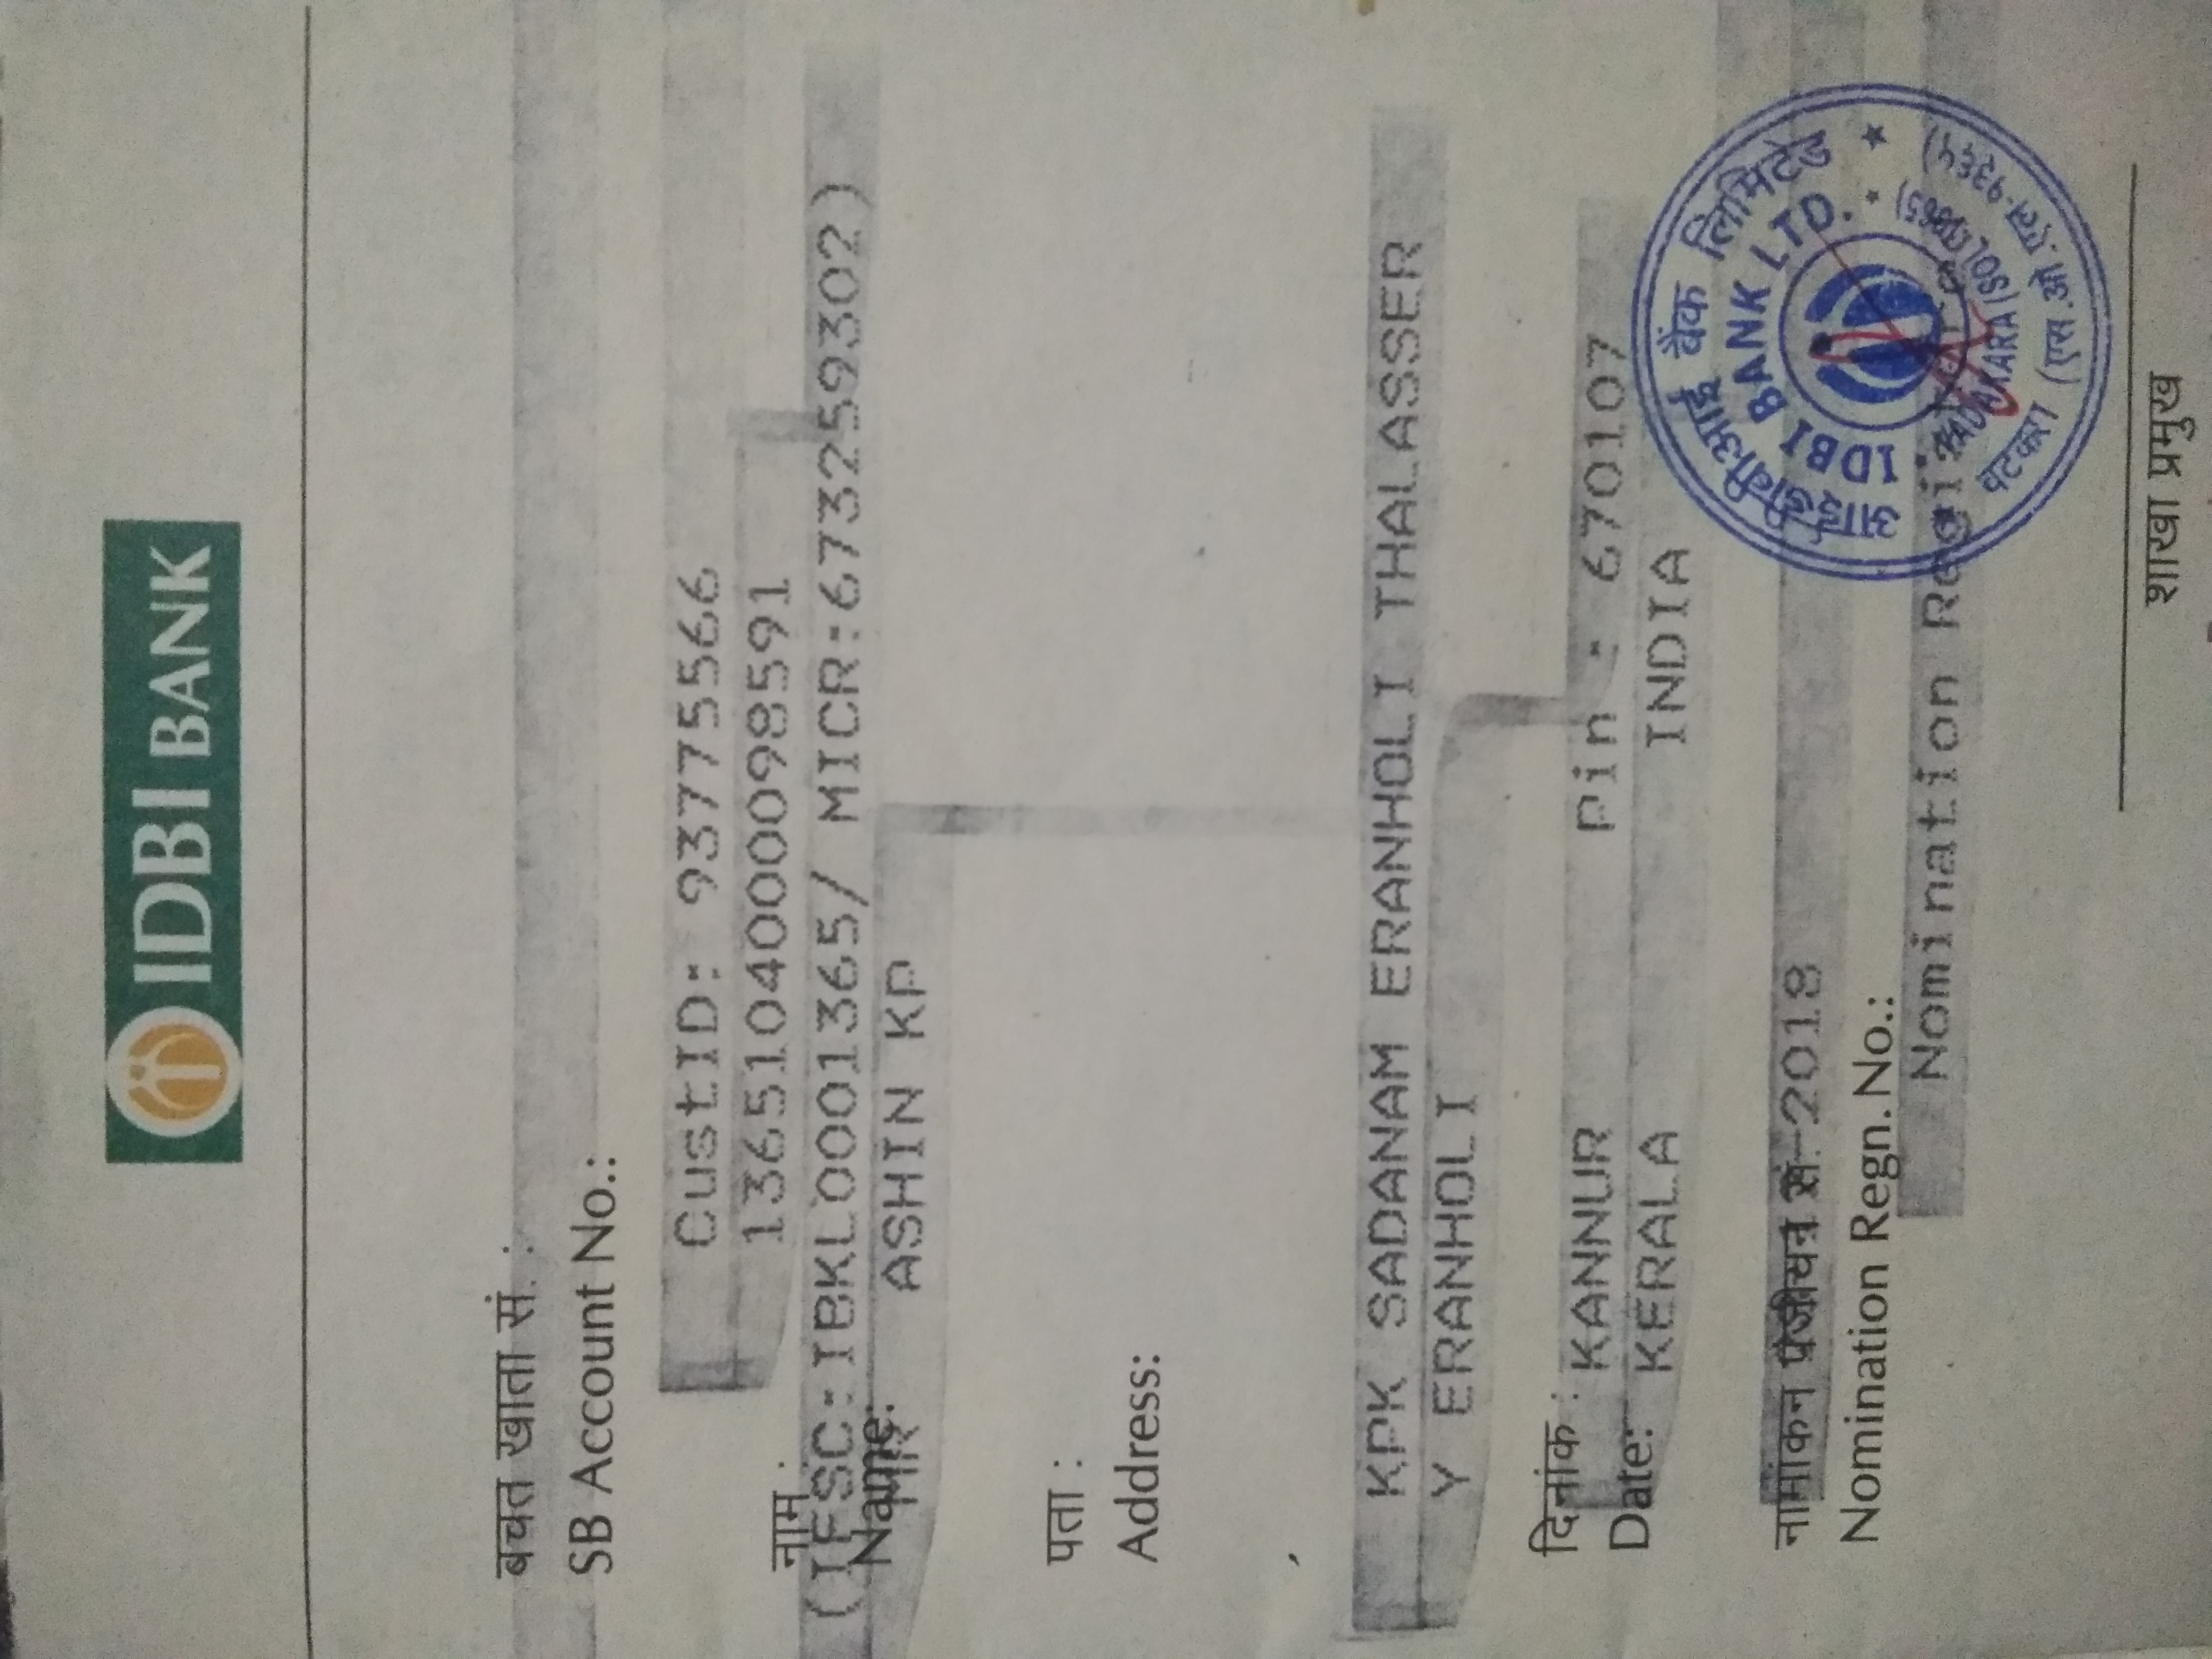 IDBI BANK
बचत खाता सं. :
SB Account No.:
CustID: 93775566
1365104000098591
नाम :
(IFSC:IBKL0001365/ MICR:673259302)
Name:
MR ASHIN KP
पता :
Address:
KPK SADANAM ERANHOLI THALASSER
Y ERANHOLI
दिनांक :
KANNUR Pin : 670107
Date:
KERALA INDIA
नामांकन पंजीयन सं.
-2018
Nomination Regn.No.:
Nomination
आईडीबीआई बैंक लिमिटेड
IDBI BANK LTD.
VADAKARA (SOL-1365)
वटकरा (एस.ओ.एल-१३६५)
शाखा प्रमुख